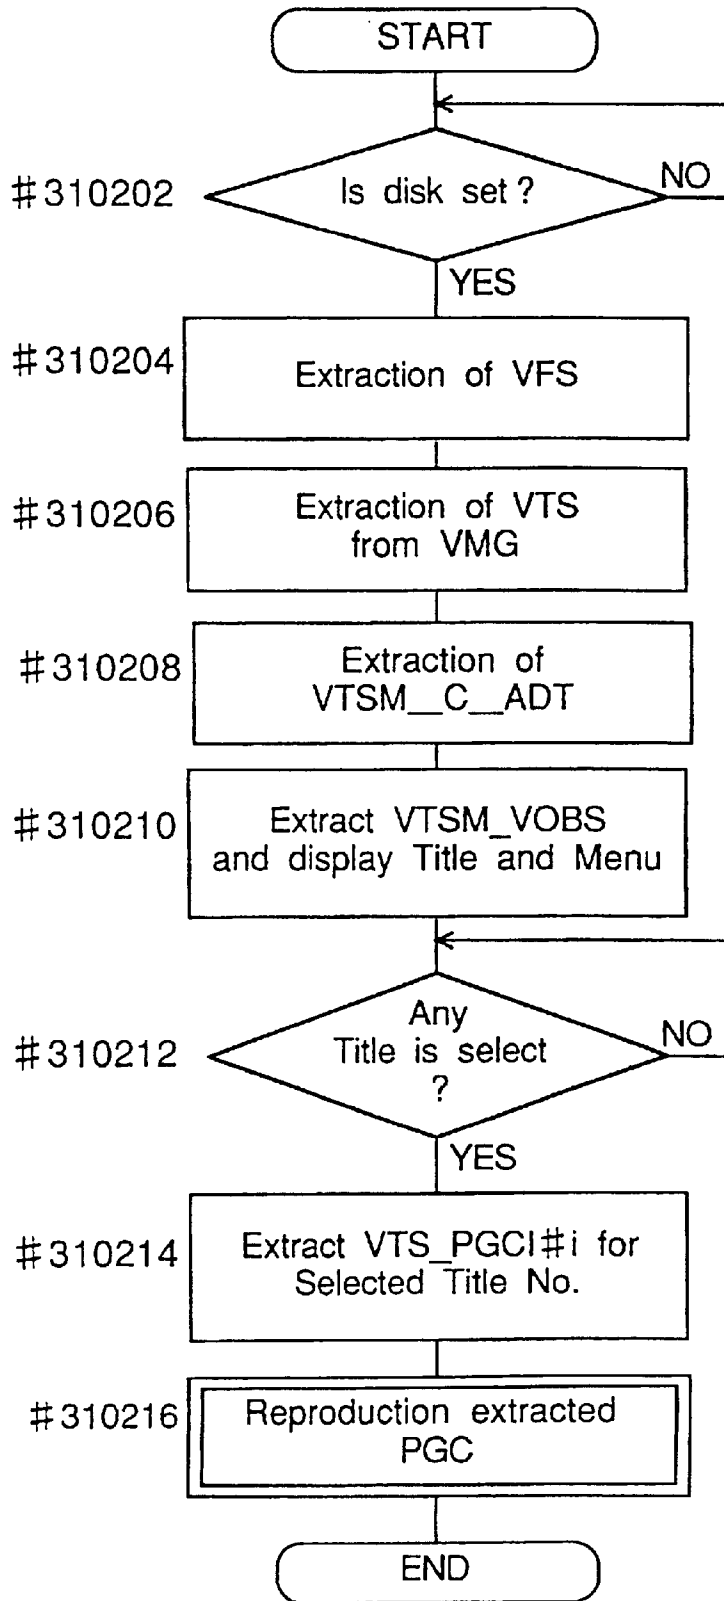 START
#310202
Is disk set?
NO
YES
#310204
Extraction of VFS
#310206
Extraction of VTS
from VMG
#310208
Extraction of
VTSM__C__ADT
#310210
Extract VTSM_VOBS
and display Title and Menu
#310212
Any
Title is select
?
NO
YES
#310214
Extract VTS_PGCI#i for
Selected Title No.
#310216
Reproduction extracted
PGC
END